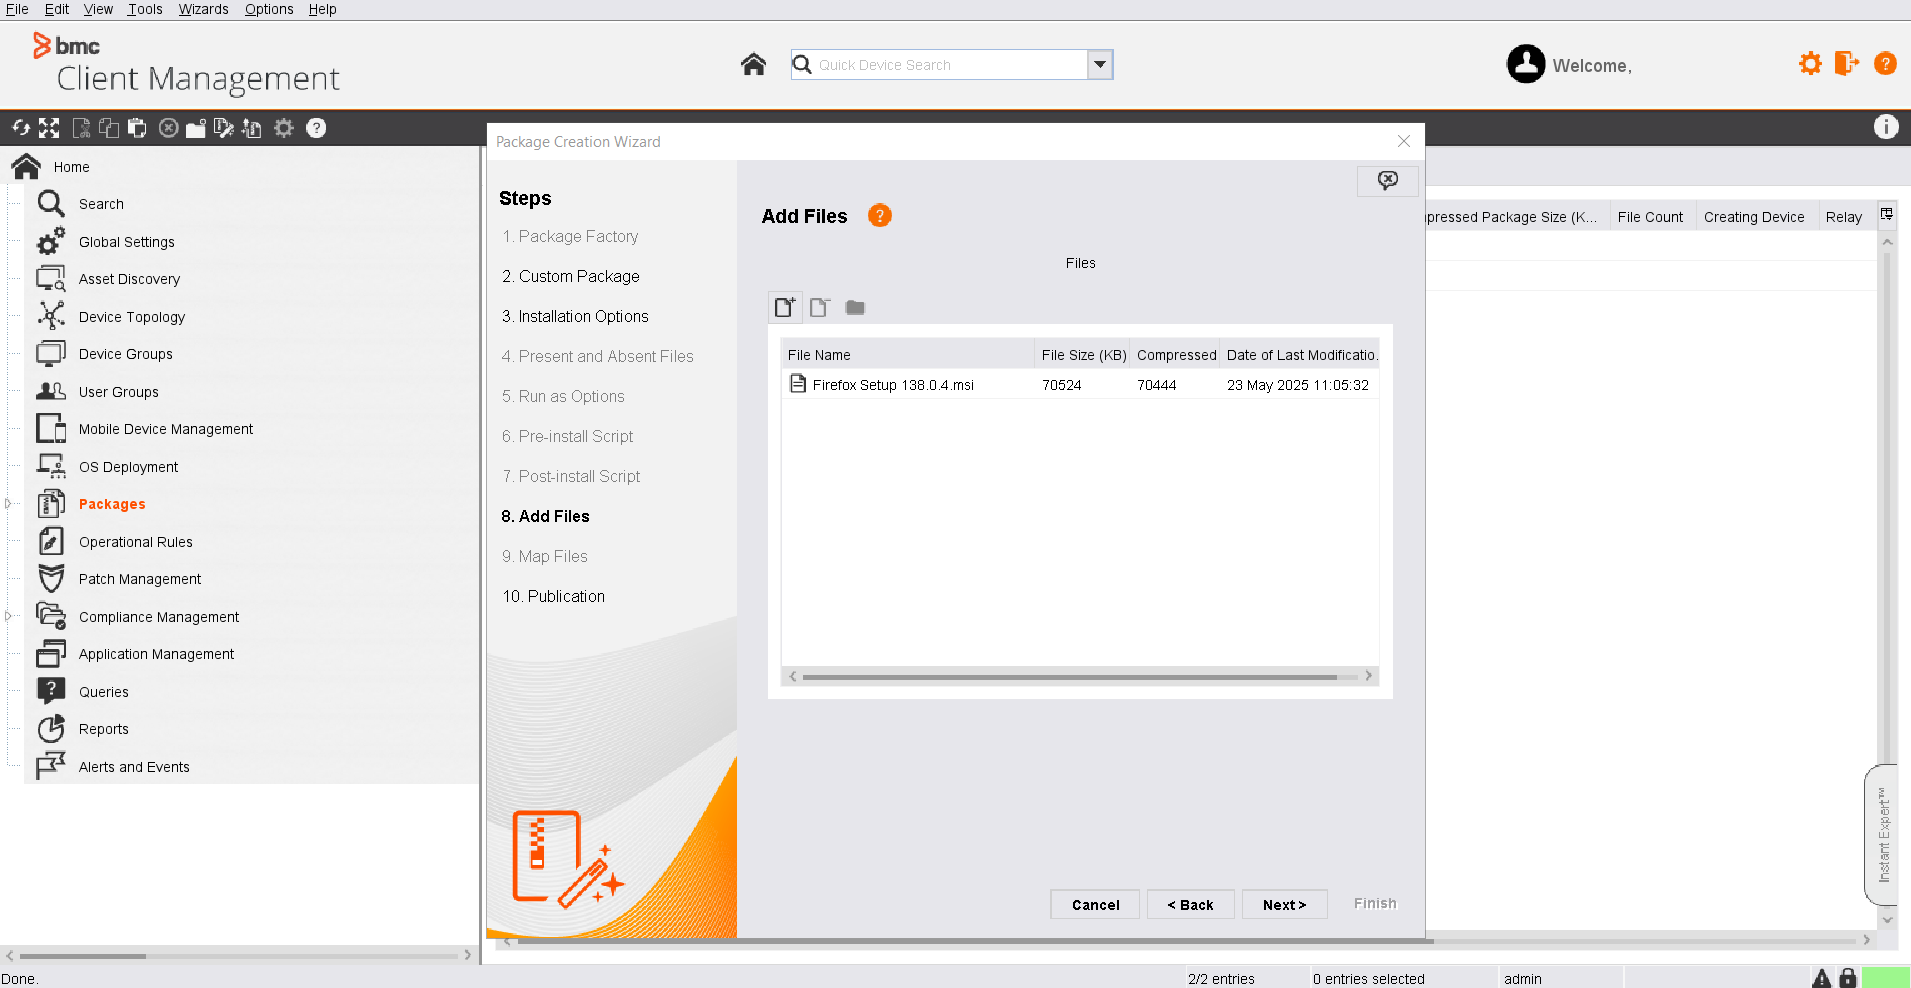 File Edit View Tools Wizards Options Help
bmc
Client Management
Quick Device Search
Welcome,
Home
Search
Global Settings
Asset Discovery
Device Topology
Device Groups
User Groups
Mobile Device Management
OS Deployment
Packages
Operational Rules
Patch Management
Compliance Management
Application Management
Queries
Reports
Alerts and Events
Package Creation Wizard
Steps
1. Package Factory
2. Custom Package
3. Installation Options
4. Present and Absent Files
5. Run as Options
6. Pre-install Script
7. Post-install Script
8. Add Files
9. Map Files
10. Publication
Add Files ?
Files
File Name File Size (KB) Compressed Date of Last Modificatio.
Firefox Setup 138.0.4.msi 70524 70444 23 May 2025 11:05:32
Cancel < Back Next > Finish
pressed Package Size (K... File Count Creating Device Relay
Instant Expert™
Done. 2/2 entries 0 entries selected admin